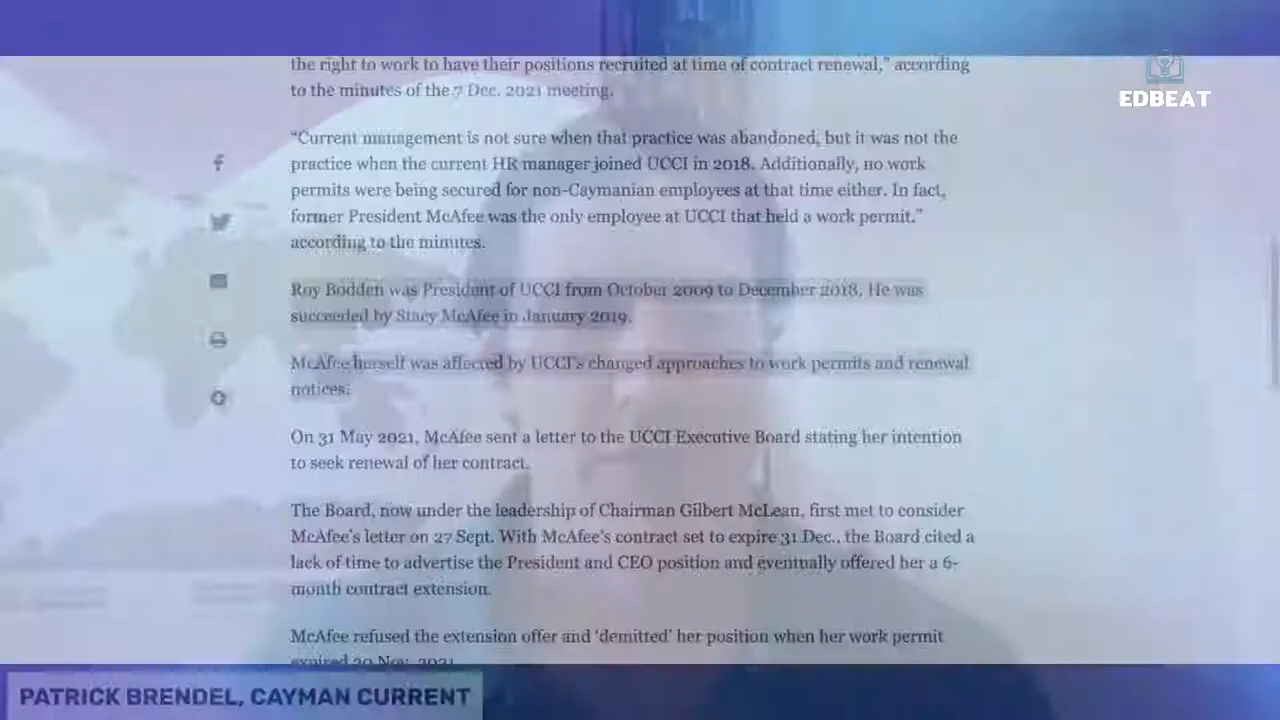 EDBEAT
the right to work to have their positions recruited at time of contract renewal,” according
to the minutes of the 7 Dec. 2021 meeting.
“Current management is not sure when that practice was abandoned, but it was not the
practice when the current HR manager joined UCCI in 2018. Additionally, no work
permits were being secured for non-Caymanian employees at that time either. In fact,
former President McAfee was the only employee at UCCI that held a work permit,”
according to the minutes.
Roy Bodden was President of UCCI from October 2009 to December 2018. He was
succeeded by Stacy McAfee in January 2019.
McAfee herself was affected by UCCI’s changed approaches to work permits and renewal
notices.
On 31 May 2021, McAfee sent a letter to the UCCI Executive Board stating her intention
to seek renewal of her contract.
The Board, now under the leadership of Chairman Gilbert McLean, first met to consider
McAfee’s letter on 27 Sept. With McAfee’s contract set to expire 31 Dec., the Board cited a
lack of time to advertise the President and CEO position and eventually offered her a 6-
month contract extension.
McAfee refused the extension offer and ‘demitted’ her position when her work permit
expired 30 Nov. 2021
PATRICK BRENDEL, CAYMAN CURRENT